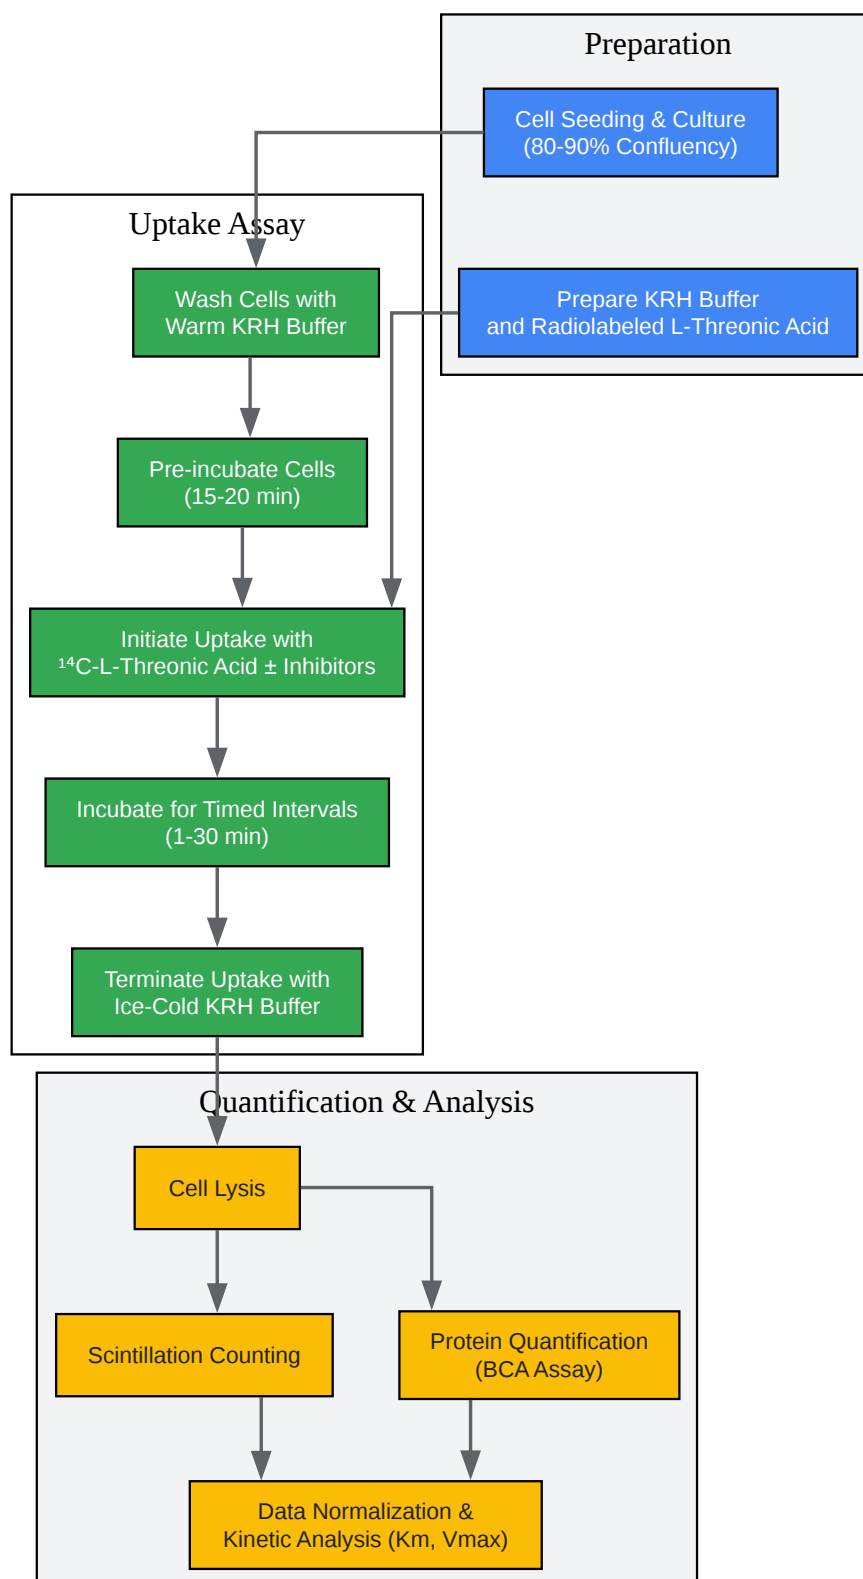 Preparation
Cell Seeding & Culture
(80-90% Confluency)
Prepare KRH Buffer
and Radiolabeled L-Threonic Acid
Uptake Assay
Wash Cells with
Warm KRH Buffer
Pre-incubate Cells
(15-20 min)
Initiate Uptake with
¹⁴C-L-Threonic Acid ± Inhibitors
Incubate for Timed Intervals
(1-30 min)
Terminate Uptake with
Ice-Cold KRH Buffer
Quantification & Analysis
Cell Lysis
Scintillation Counting
Protein Quantification
(BCA Assay)
Data Normalization &
Kinetic Analysis (Km, Vmax)